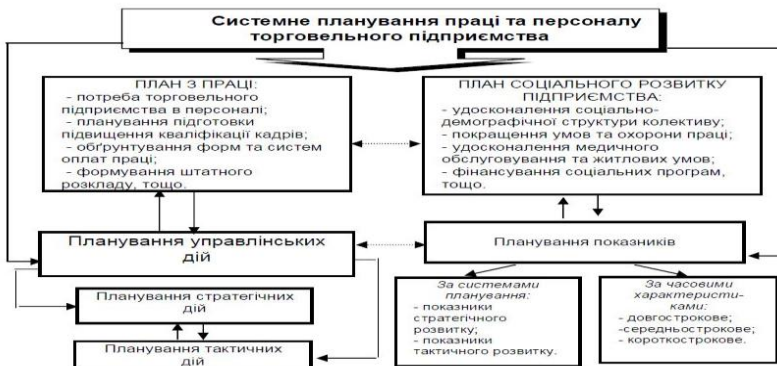 Системне планування праці та персоналу
торговельного підприємства
ПЛАН З ПРАЦІ:
- потреба торговельного
підприємства в персоналі;
- планування підготовки
підвищення кваліфікації кадрів;
- обґрунтування форм та систем
оплат праці;
- формування штатного
розкладу, тощо.
ПЛАН СОЦІАЛЬНОГО РОЗВИТКУ
ПІДПРИЄМСТВА:
- удосконалення соціально-
демографічної структури колективу;
- покращення умов та охорони праці;
- удосконалення медичного
обслуговування та житлових умов;
- фінансування соціальних програм,
тощо.
Планування управлінських
дій
Планування показників
Планування стратегічних
дій
Планування тактичних
дій
За системами
планування:
- показники
стратегічного
розвитку;
- показники
тактичного розвитку.
За часовими
характеристи-
ками:
- довгострокове;
-середньострокове;
- короткострокове.